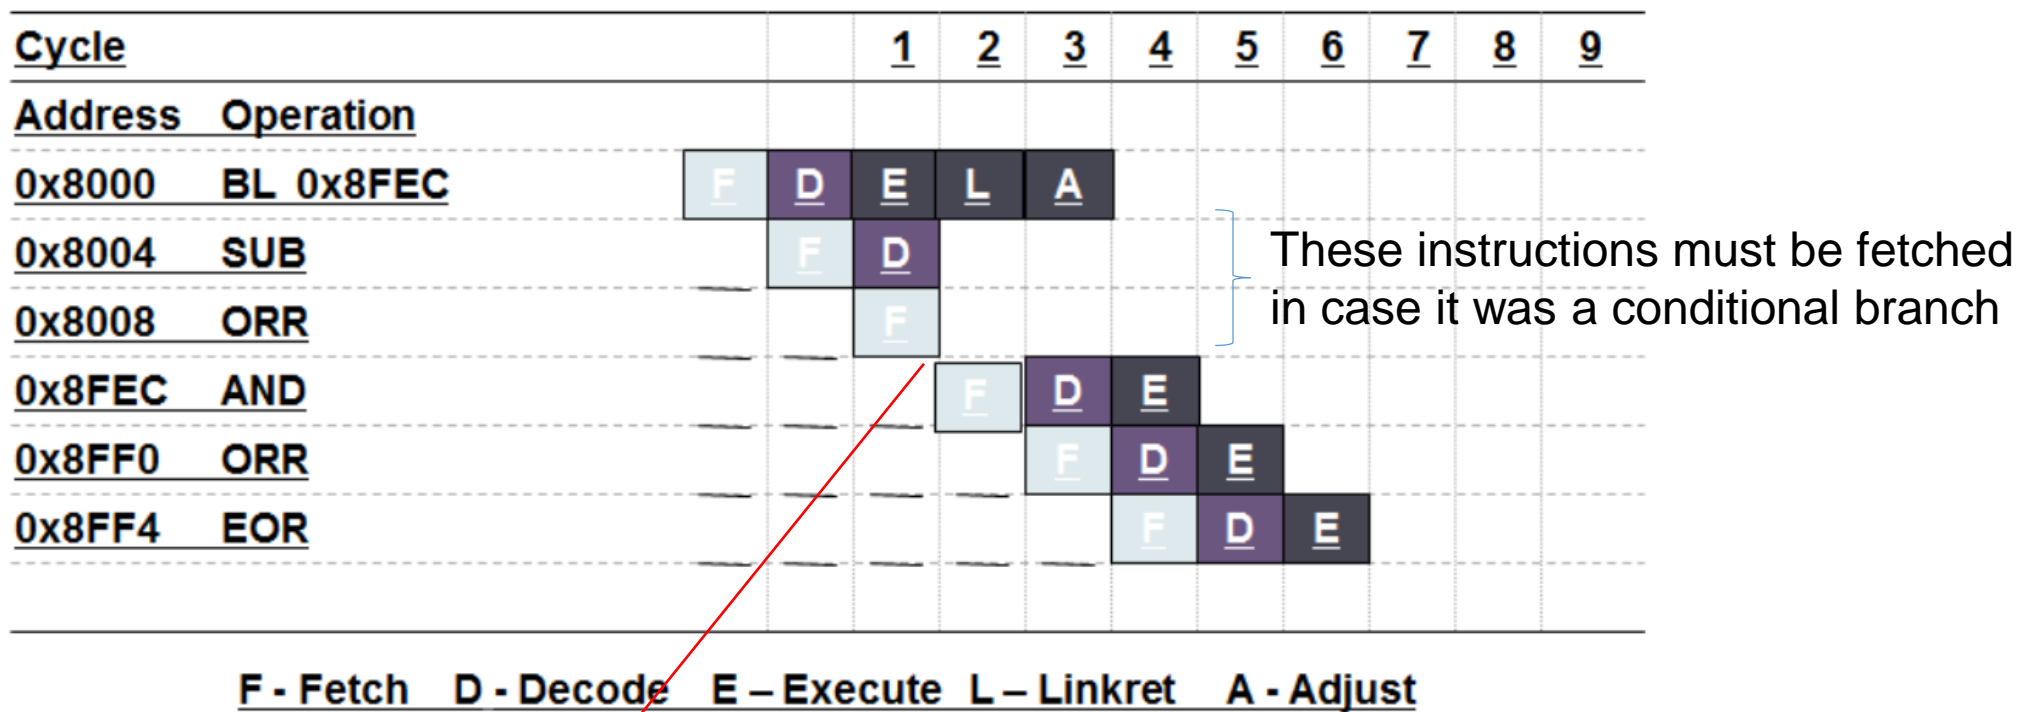 Cycle 1 2 3 4 5 6 7 8 9
Address Operation
0x8000 BL 0x8FEC F D E L A
0x8004 SUB F D
0x8008 ORR F
These instructions must be fetched
in case it was a conditional branch
0x8FEC AND F D E
0x8FF0 ORR F D E
0x8FF4 EOR F D E
F - Fetch D - Decode E – Execute L – Linkret A - Adjust